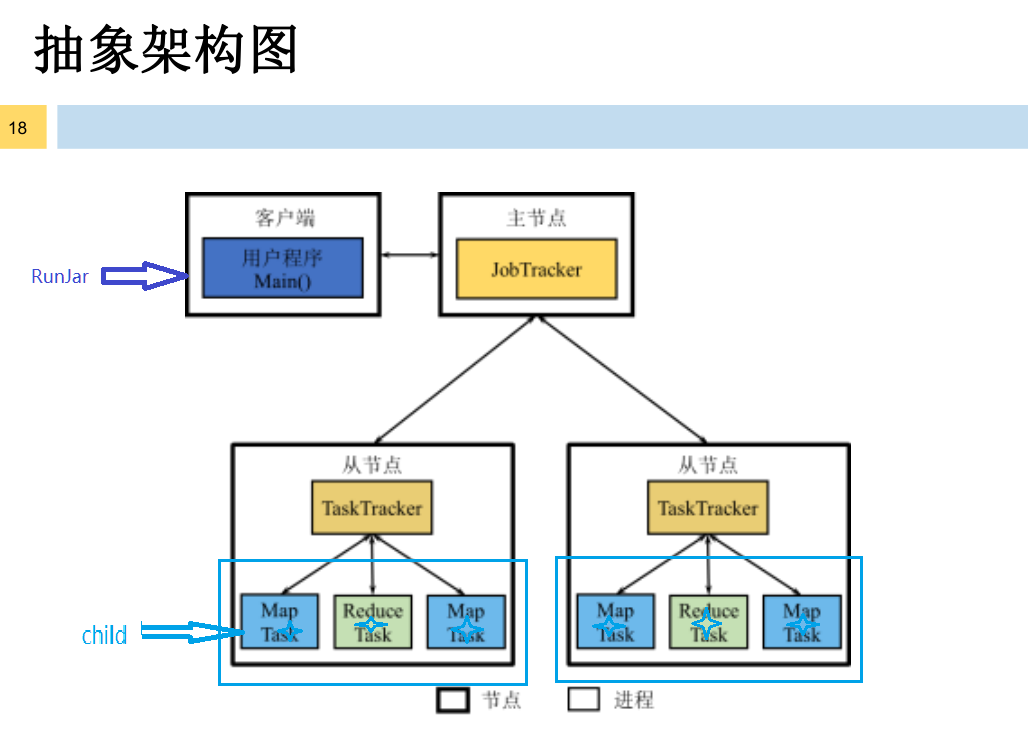 抽象架构图
18
客户端
用户程序
Main()
主节点
JobTracker
RunJar
从节点
TaskTracker
Map
Task
Reduce
Task
Map
Task
从节点
TaskTracker
Map
Task
Reduce
Task
Map
Task
child
节点
进程